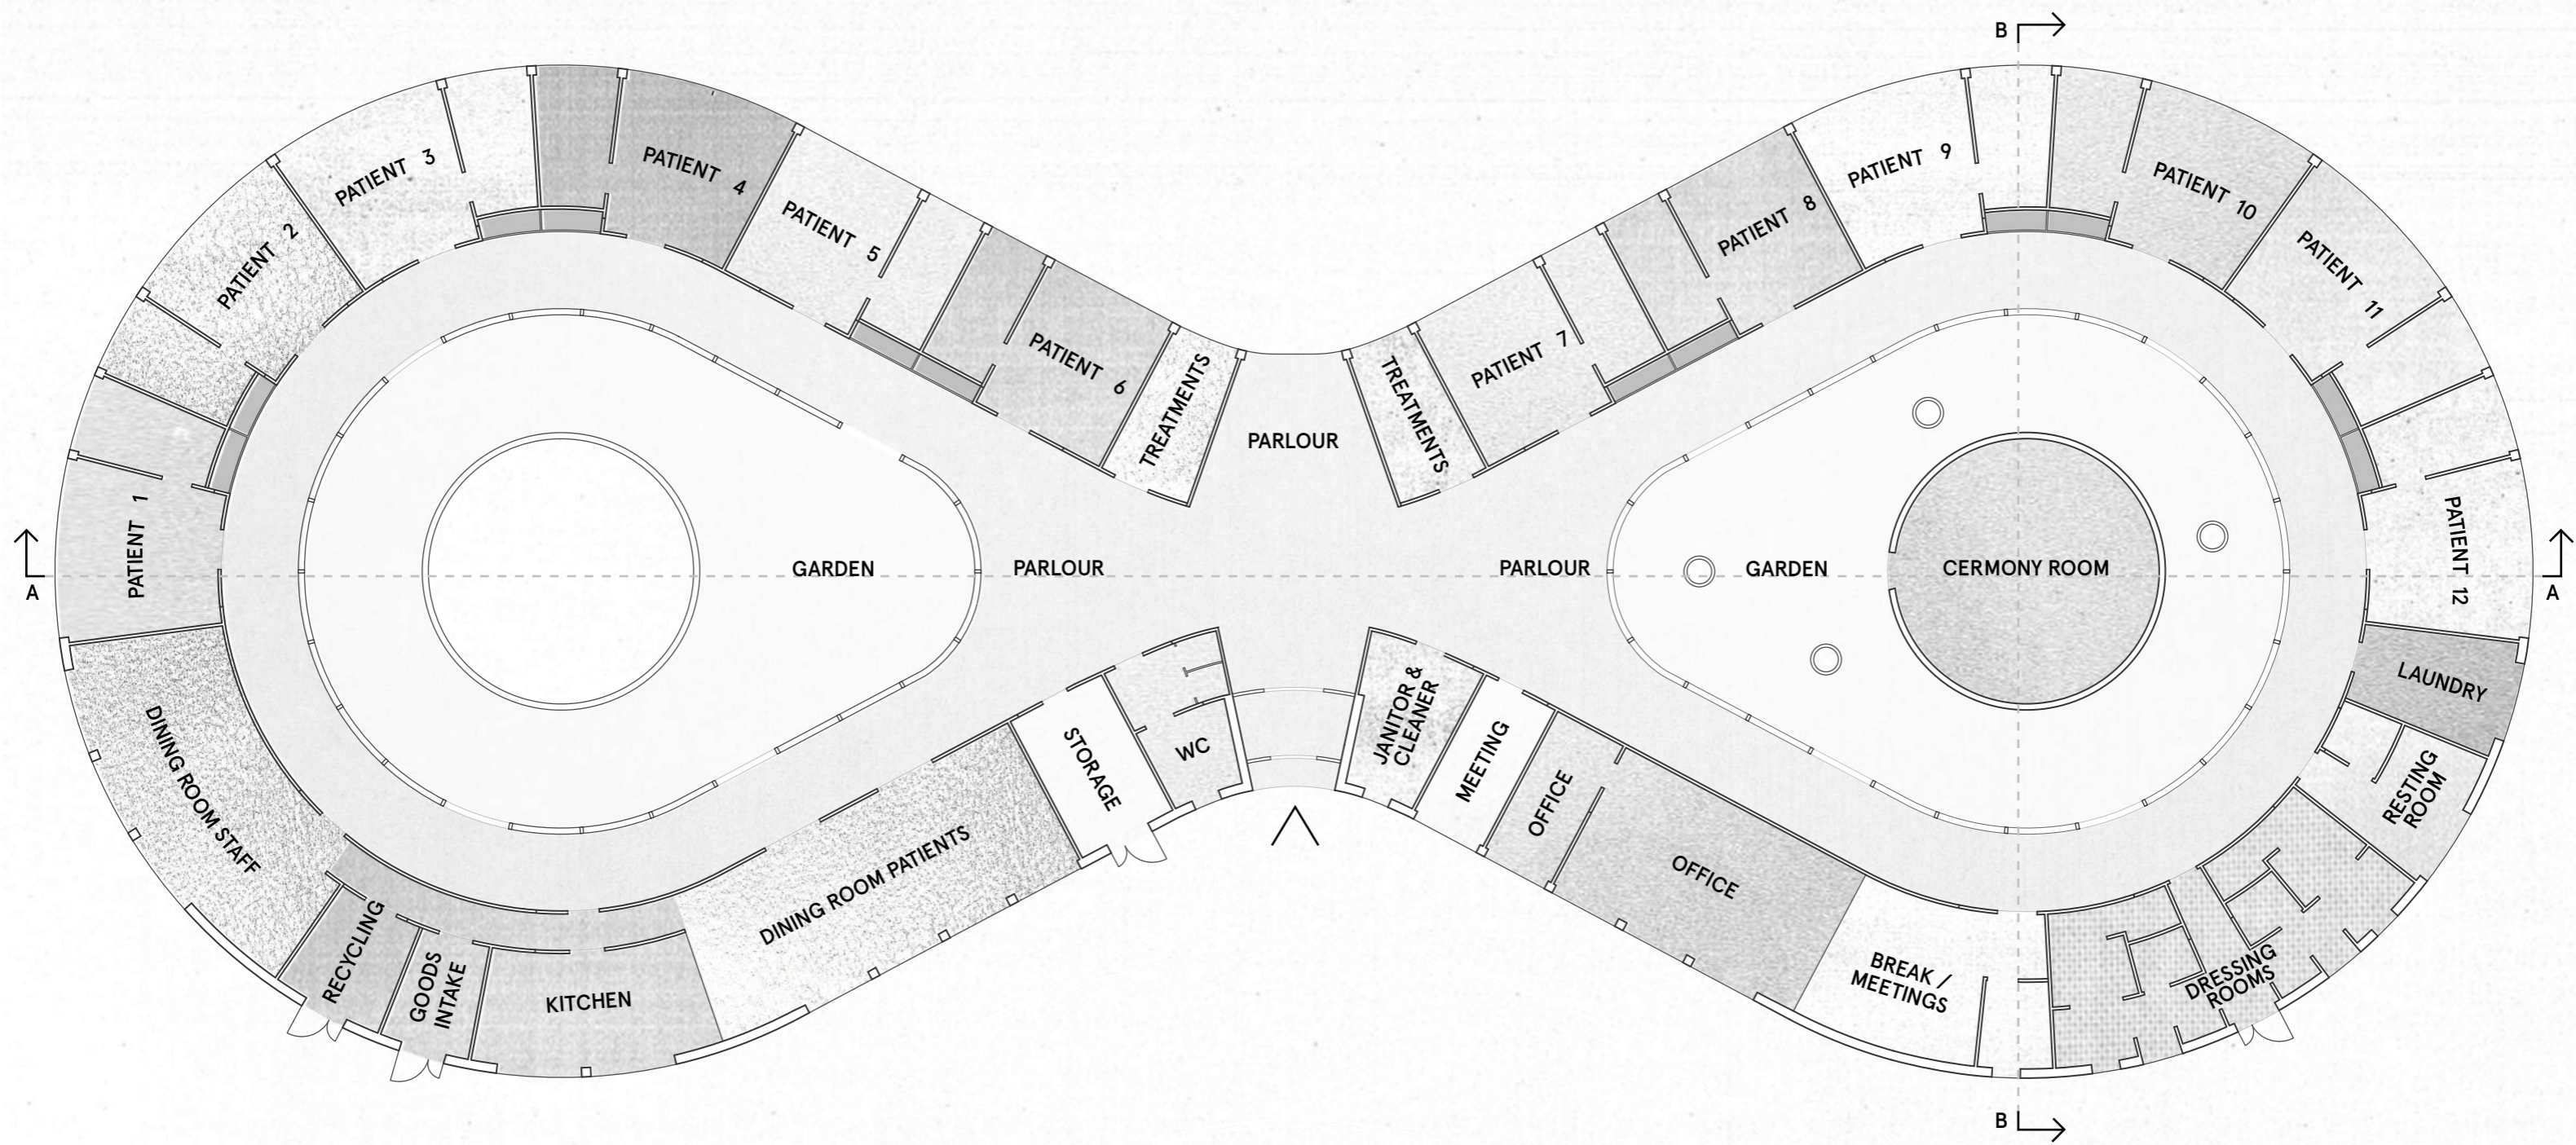 B
PATIENT 3
PATIENT 4
PATIENT 9
PATIENT 10
PATIENT 2
PATIENT 5
PATIENT 8
PATIENT 11
PATIENT 6
TREATMENTS
PARLOUR
TREATMENTS
PATIENT 7
PATIENT 1
GARDEN
PARLOUR
PARLOUR
GARDEN
CERMONY ROOM
PATIENT 12
A
A
DINING ROOM STAFF
STORAGE
WC
JANITOR &
CLEANER
MEETING
OFFICE
LAUNDRY
RESTING
ROOM
DINING ROOM PATIENTS
OFFICE
RECYCLING
GOODS
INTAKE
KITCHEN
BREAK /
MEETINGS
DRESSING
ROOMS
B